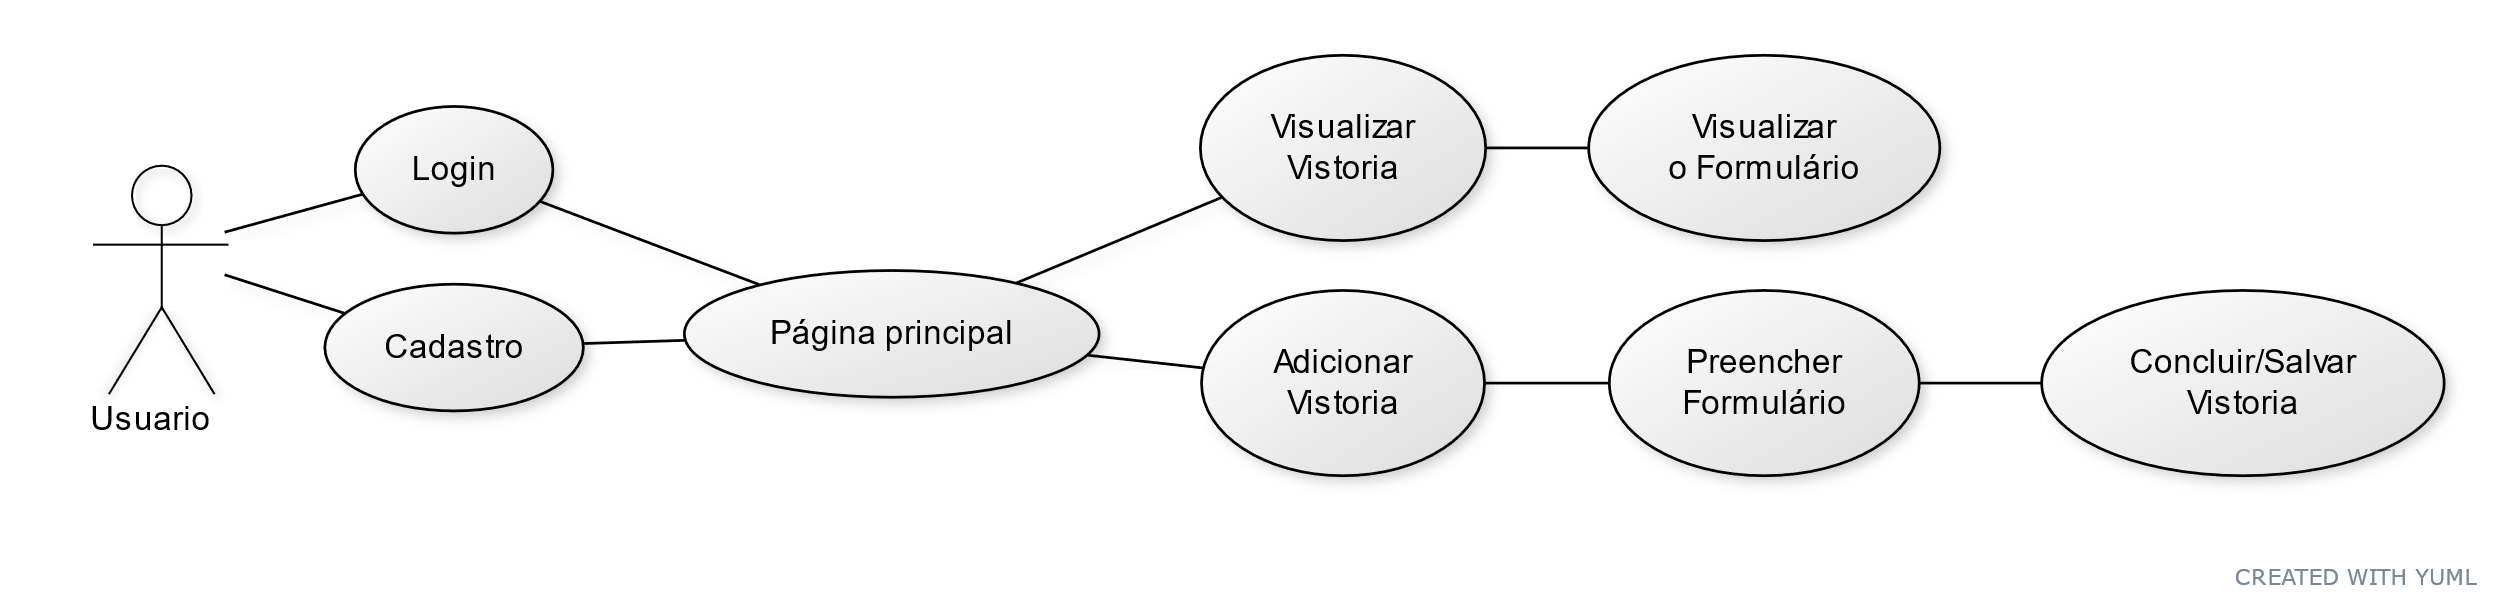 Usuario
Login
Cadastro
Página principal
Visualizar
Vistoria
Visualizar
o Formulário
Adicionar
Vistoria
Preencher
Formulário
Concluir/Salvar
Vistoria
CREATED WITH YUML